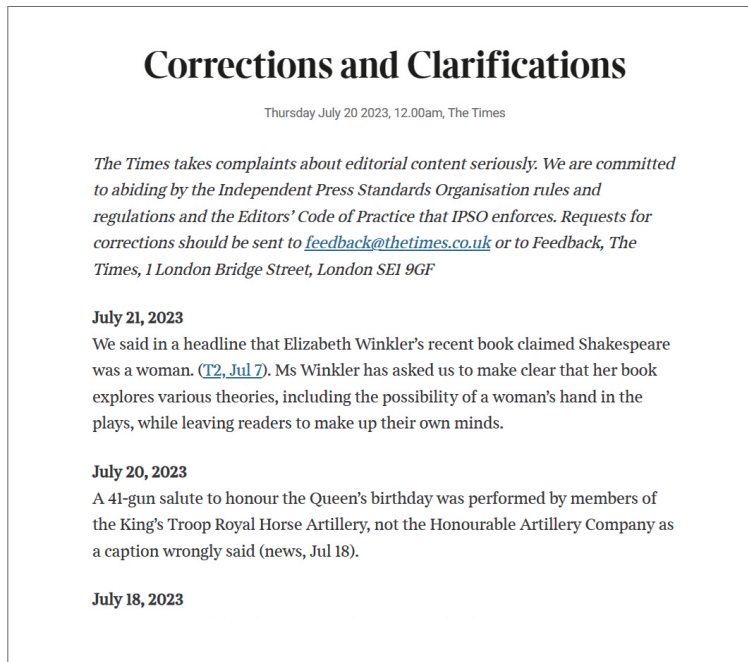 Corrections and Clarifications
Thursday July 20 2023, 12.00am, The Times
The Times takes complaints about editorial content seriously. We are committed
to abiding by the Independent Press Standards Organisation rules and
regulations and the Editors’ Code of Practice that IPSO enforces. Requests for
corrections should be sent to feedback@thetimes.co.uk or to Feedback, The
Times, 1 London Bridge Street, London SE1 9GF
July 21, 2023
We said in a headline that Elizabeth Winkler’s recent book claimed Shakespeare
was a woman. (T2, Jul 7). Ms Winkler has asked us to make clear that her book
explores various theories, including the possibility of a woman’s hand in the
plays, while leaving readers to make up their own minds.
July 20, 2023
A 41-gun salute to honour the Queen’s birthday was performed by members of
the King’s Troop Royal Horse Artillery, not the Honourable Artillery Company as
a caption wrongly said (news, Jul 18).
July 18, 2023